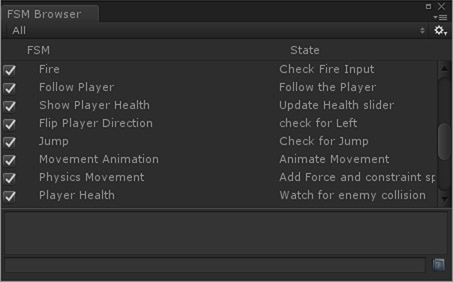 FSM Browser
All
FSM State
Fire Check Fire Input
Follow Player Follow the Player
Show Player Health Update Health slider
Flip Player Direction check for Left
Jump Check for Jump
Movement Animation Animate Movement
Physics Movement Add Force and constraint sp
Player Health Watch for enemy collision